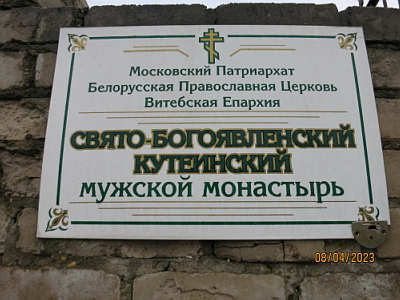 Московский Патриархат
Белорусская Православная Церковь
Витебская Епархия
СВЯТО-БОГОЯВЛЕНСКИЙ
КУТЕИНСКИЙ
МУЖСКОЙ МОНАСТЫРЬ
08/04/2023